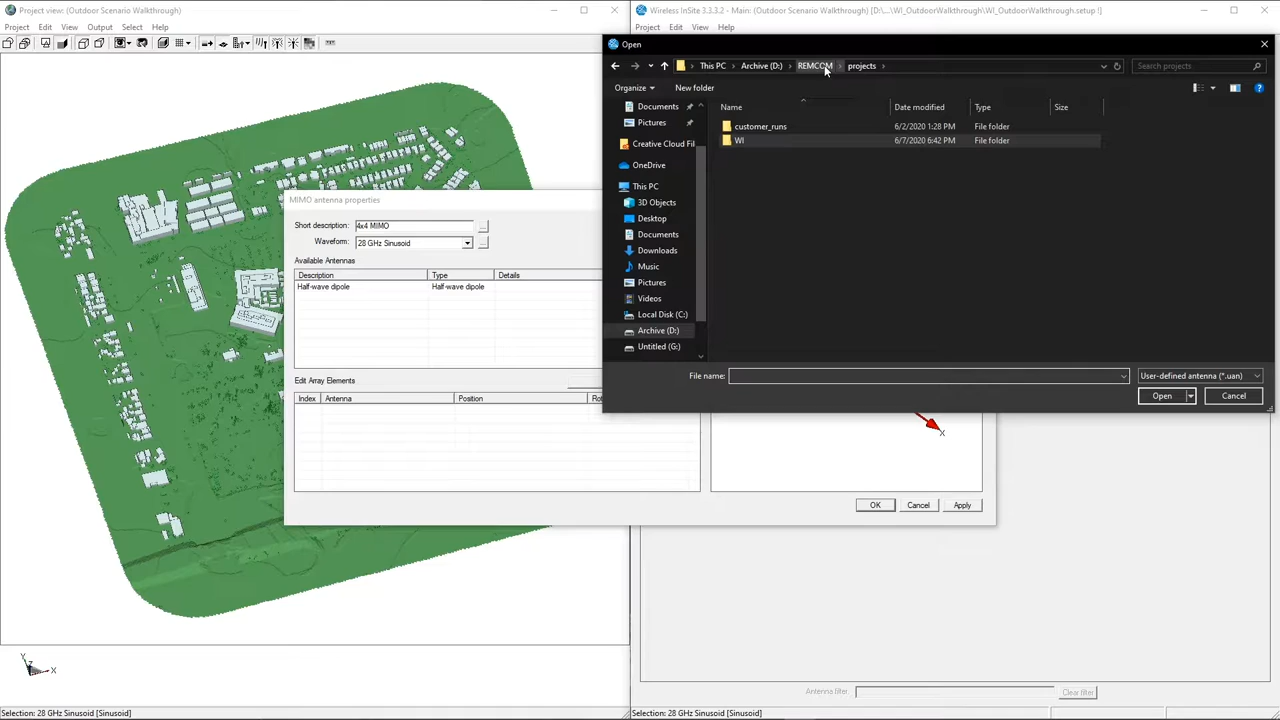 Project view: (Outdoor Scenario Walkthrough)
Project Edit View Output Select Help
Wireless InSite 3.3.3.2 - Main: (Outdoor Scenario Walkthrough) [D:\...\WI_OutdoorWalkthrough\WI_OutdoorWalkthrough.setup !]
Project Edit View Help
Open
This PC > Archive (D:) > REMCOM > projects >
Search projects
Organize New folder
Documents
Pictures
Creative Cloud Fil
OneDrive
This PC
3D Objects
Desktop
Documents
Downloads
Music
Pictures
Videos
Local Disk (C:)
Archive (D:)
Untitled (G:)
Name Date modified Type Size
customer_runs 6/2/2020 1:28 PM File folder
WI 6/7/2020 6:42 PM File folder
File name: User-defined antenna (*.uan)
Open Cancel
MIMO antenna properties
Short description: 4x4 MIMO ...
Waveform: 28 GHz Sinusoid ...
Available Antennas
Description Type Details
Half-wave dipole Half-wave dipole
Edit Array Elements
Index Antenna Position Rot
X
OK Cancel Apply
Antenna filter: Clear filter
Y
Z
X
Selection: 28 GHz Sinusoid [Sinusoid]
Selection: 28 GHz Sinusoid [Sinusoid]